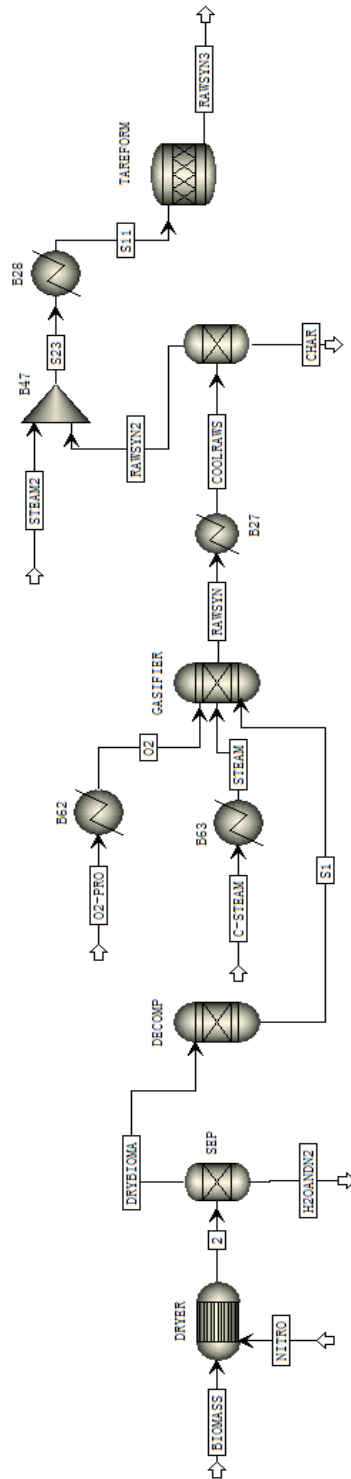 BIOMASS
NITRO
DRYER
2
SEP
H2OANDN2
DRYBIOMA
DECOMP
S1
O2-PRO
B62
O2
C-STEAM
B63
STEAM
GASIFIER
RAWSYN
B27
COOLRAWS
CHAR
RAWSYN2
STEAM2
B47
S23
B28
S11
TAREFORM
RAWSYN3